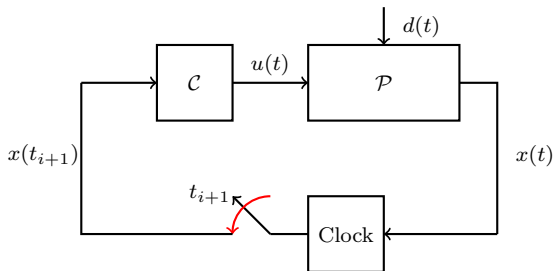 d(t)
𝒞
u(t)
𝒫
x(t_{i+1})
x(t)
t_{i+1}
Clock